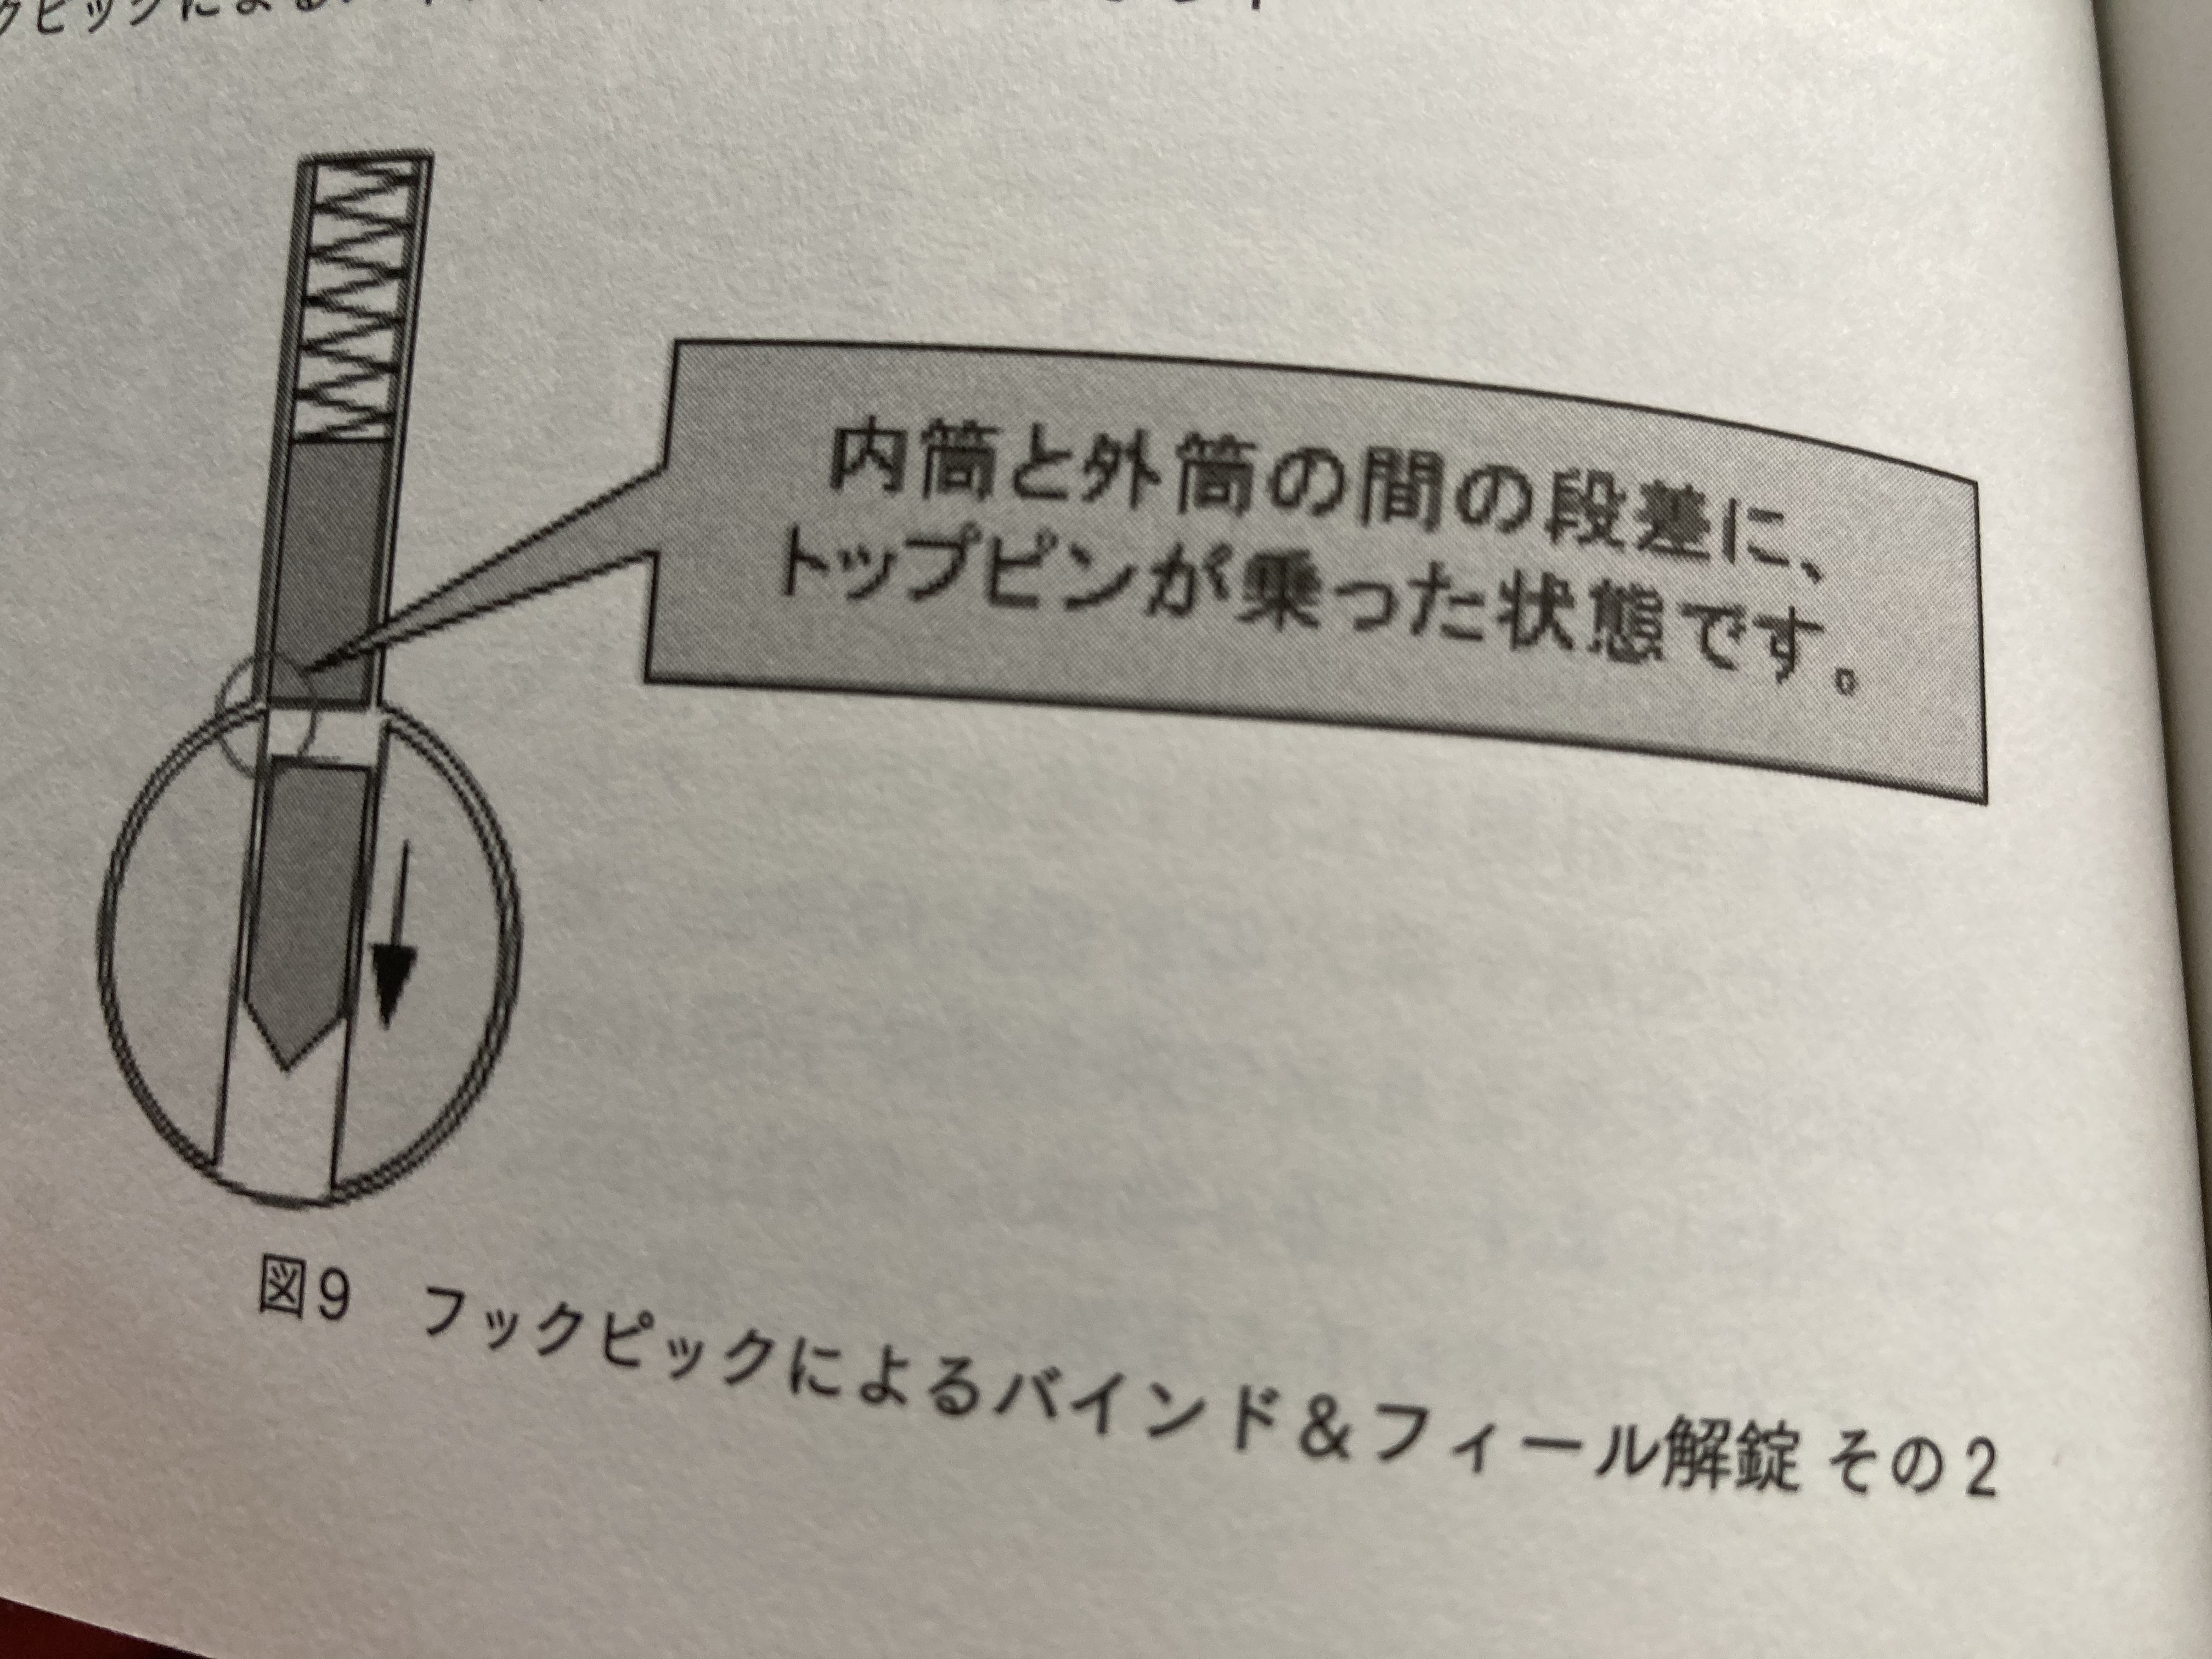 クピックによる
内筒と外筒の間の段差に、
トップピンが乗った状態です。
図9 フックピックによるバインド&フィール解錠 その2